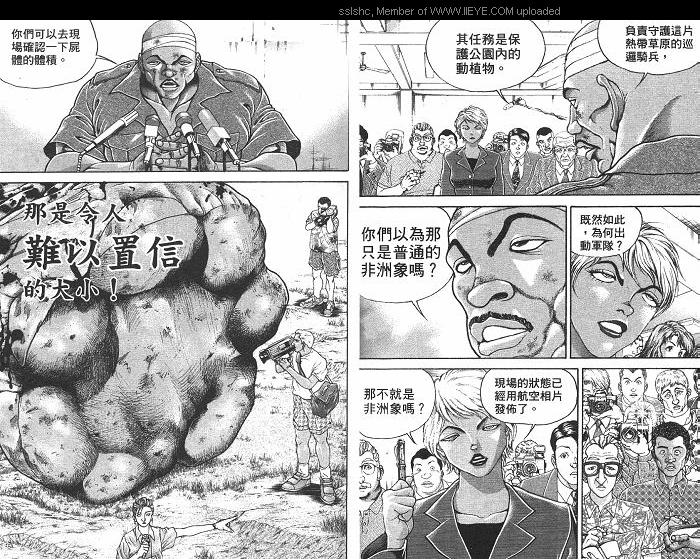 sslshc, Member of WWW.IIEYE.COM uploaded
負責守護這片
熱帶草原的巡
邏騎兵，
其任務是保
護公園內的
動植物。
既然如此
，為何出
動軍隊？
你們以為那
只是普通的
非洲象嗎？
現場的狀態已
經用航空相片
發佈了。
那不就是
非洲象嗎？
你們可以去現
場確認一下屍
體的體積。
那是令人
難以置信
的大小！